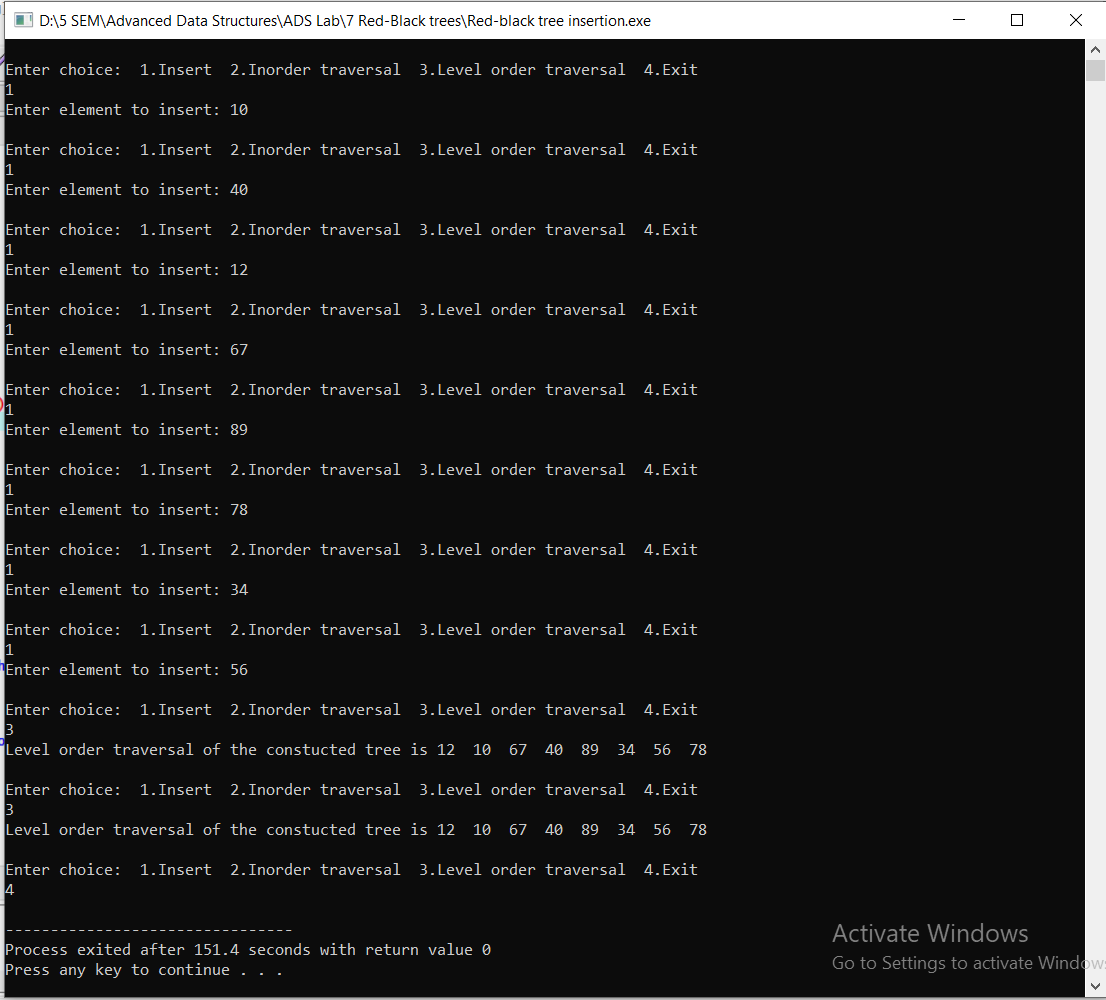 D:\5 SEM\Advanced Data Structures\ADS Lab\7 Red-Black trees\Red-black tree insertion.exe
Enter choice:  1.Insert  2.Inorder traversal  3.Level order traversal  4.Exit
1
Enter element to insert: 10
Enter choice:  1.Insert  2.Inorder traversal  3.Level order traversal  4.Exit
1
Enter element to insert: 40
Enter choice:  1.Insert  2.Inorder traversal  3.Level order traversal  4.Exit
1
Enter element to insert: 12
Enter choice:  1.Insert  2.Inorder traversal  3.Level order traversal  4.Exit
1
Enter element to insert: 67
Enter choice:  1.Insert  2.Inorder traversal  3.Level order traversal  4.Exit
1
Enter element to insert: 89
Enter choice:  1.Insert  2.Inorder traversal  3.Level order traversal  4.Exit
1
Enter element to insert: 78
Enter choice:  1.Insert  2.Inorder traversal  3.Level order traversal  4.Exit
1
Enter element to insert: 34
Enter choice:  1.Insert  2.Inorder traversal  3.Level order traversal  4.Exit
1
Enter element to insert: 56
Enter choice:  1.Insert  2.Inorder traversal  3.Level order traversal  4.Exit
3
Level order traversal of the constucted tree is 12  10  67  40  89  34  56  78
Enter choice:  1.Insert  2.Inorder traversal  3.Level order traversal  4.Exit
3
Level order traversal of the constucted tree is 12  10  67  40  89  34  56  78
Enter choice:  1.Insert  2.Inorder traversal  3.Level order traversal  4.Exit
4
--------------------------------
Process exited after 151.4 seconds with return value 0
Press any key to continue . . .
Activate Windows
Go to Settings to activate Windows